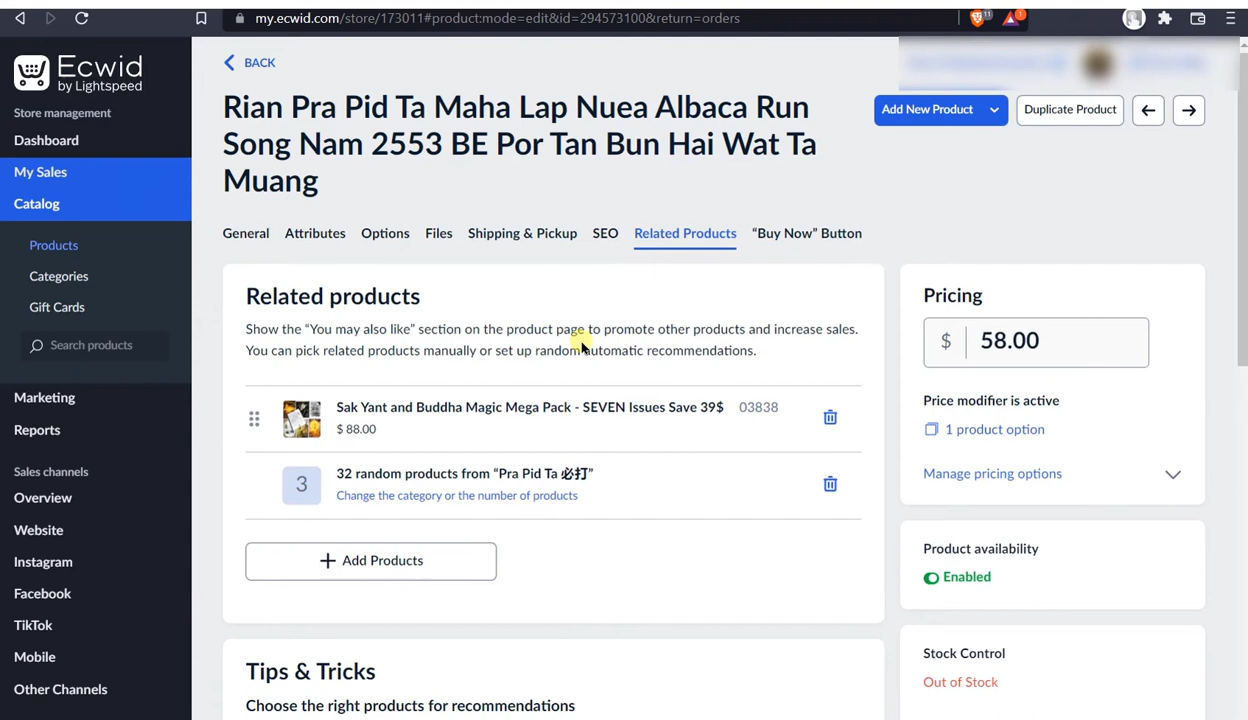 my.ecwid.com/store/173011#product:mode=edit&id=294573100&return=orders
11
1
Ecwid
by Lightspeed
Store management
Dashboard
My Sales
Catalog
Products
Categories
Gift Cards
Search products
Marketing
Reports
Sales channels
Overview
Website
Instagram
Facebook
TikTok
Mobile
Other Channels
BACK
Rian Pra Pid Ta Maha Lap Nuea Albaca Run
Song Nam 2553 BE Por Tan Bun Hai Wat Ta
Muang
Add New Product
Duplicate Product
General Attributes Options Files Shipping & Pickup SEO Related Products “Buy Now” Button
Related products
Show the “You may also like” section on the product page to promote other products and increase sales.
You can pick related products manually or set up random automatic recommendations.
Sak Yant and Buddha Magic Mega Pack - SEVEN Issues Save 39$ 03838
$ 88.00
3
32 random products from “Pra Pid Ta 必打”
Change the category or the number of products
+ Add Products
Tips & Tricks
Choose the right products for recommendations
Pricing
$ 58.00
Price modifier is active
1 product option
Manage pricing options
Product availability
Enabled
Stock Control
Out of Stock